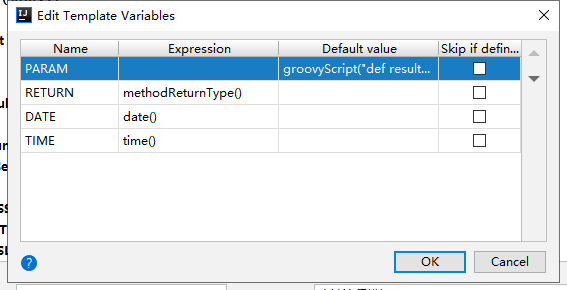 Edit Template Variables
Name Expression Default value Skip if defin...
PARAM groovyScript("def result...
RETURN methodReturnType()
DATE date()
TIME time()
? OK Cancel